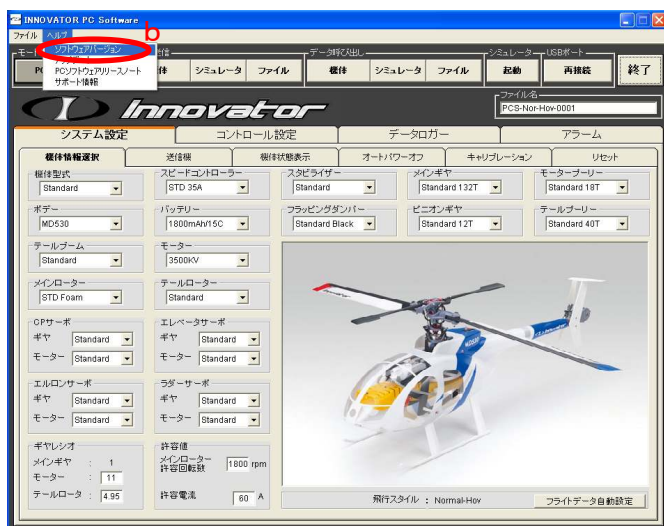 INNOVATOR PC Software
ファイル ヘルプ
b
ソフトウェアバージョン
PCソフトウェアリリースノート
サポート情報
データ呼び出し
シミュレーター
USBポート
シミュレータ ファイル
機体 シミュレータ ファイル
起動
再接続
終了
Innovator
ファイル名
PCS-Nor-Hov-0001
システム設定 コントロール設定 データロガー アラーム
機体情報選択 送信機 機体状態表示 オートパワーオフ キャリブレーション リセット
機体型式 スピードコントローラー スタビライザー メインギヤ モータープーリー
Standard STD 35A Standard Standard 132T Standard 18T
ボデー バッテリー フラッピングダンパー ピニオンギヤ テールプーリー
MD530 1800mAh/15C Standard Black Standard 12T Standard 40T
テールブーム モーター
Standard 3500KV
メインローター テールローター
STD Foam Standard
CPサーボ エレベータサーボ
ギヤ Standard ギヤ Standard
モーター Standard モーター Standard
エルロンサーボ ラダーサーボ
ギヤ Standard ギヤ Standard
モーター Standard モーター Standard
ギヤレシオ 許容値
メインギヤ : 1
メインローター
許容回転数 1800 rpm
モーター : 11
テールロータ : 4.95
許容電流 60 A
飛行スタイル : Normal-Hov
フライトデータ自動設定